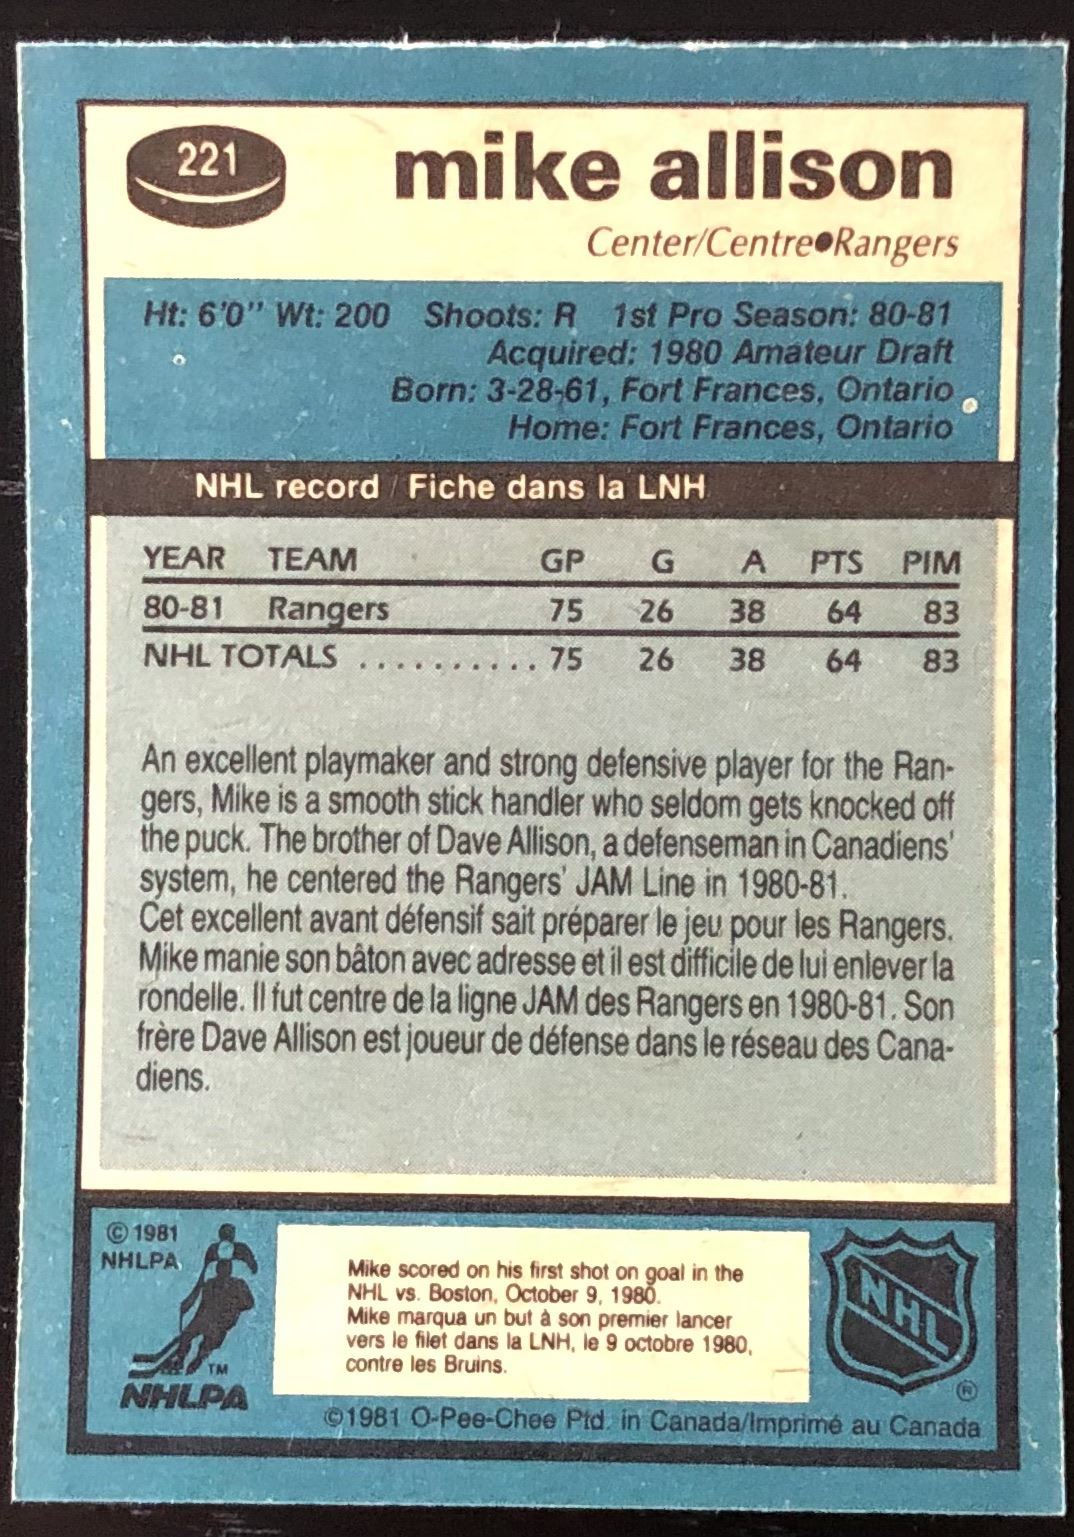 221
mike allison
Center/Centre●Rangers
Ht: 6'0" Wt: 200 Shoots: R 1st Pro Season: 80-81
Acquired: 1980 Amateur Draft
Born: 3-28-61, Fort Frances, Ontario
Home: Fort Frances, Ontario
NHL record / Fiche dans la LNH
YEAR TEAM GP G A PTS PIM
80-81 Rangers 75 26 38 64 83
NHL TOTALS .......... 75 26 38 64 83
An excellent playmaker and strong defensive player for the Ran-
gers, Mike is a smooth stick handler who seldom gets knocked off
the puck. The brother of Dave Allison, a defenseman in Canadiens'
system, he centered the Rangers' JAM Line in 1980-81.
Cet excellent avant défensif sait préparer le jeu pour les Rangers.
Mike manie son bâton avec adresse et il est difficile de lui enlever la
rondelle. Il fut centre de la ligne JAM des Rangers en 1980-81. Son
frère Dave Allison est joueur de défense dans le réseau des Cana-
diens.
© 1981
NHLPA
TM
NHLPA
Mike scored on his first shot on goal in the
NHL vs. Boston, October 9, 1980.
Mike marqua un but à son premier lancer
vers le filet dans la LNH, le 9 octobre 1980,
contre les Bruins.
NHL
®
©1981 O-Pee-Chee Ptd. in Canada/Imprimé au Canada